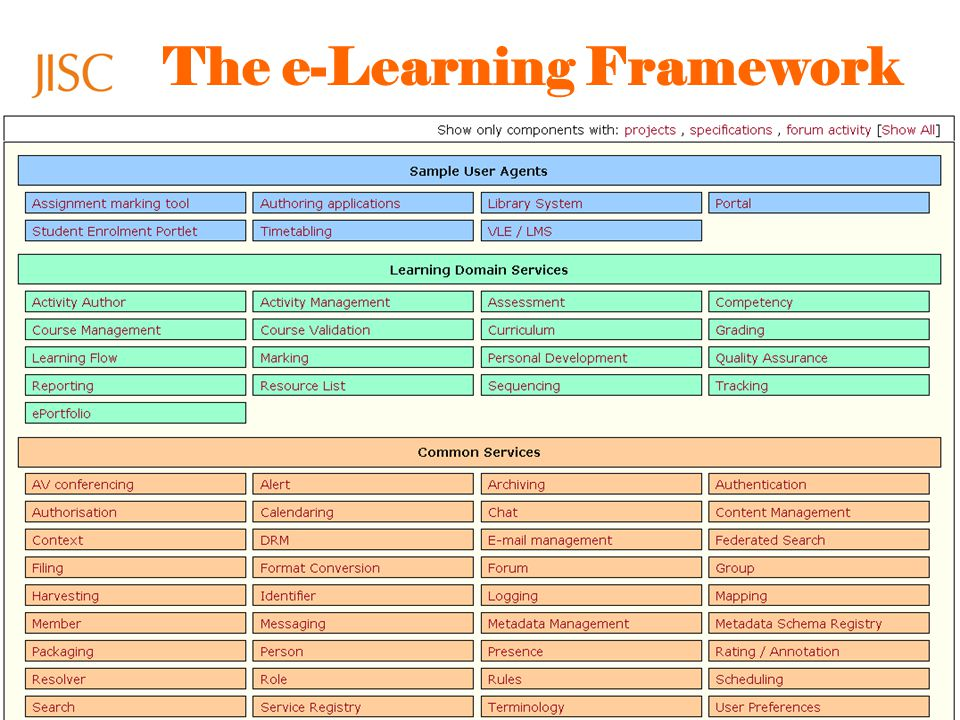 JISC The e-Learning Framework
Show only components with: projects , specifications , forum activity [Show All]
Sample User Agents
Assignment marking tool Authoring applications Library System Portal
Student Enrolment Portlet Timetabling VLE / LMS
Learning Domain Services
Activity Author Activity Management Assessment Competency
Course Management Course Validation Curriculum Grading
Learning Flow Marking Personal Development Quality Assurance
Reporting Resource List Sequencing Tracking
ePortfolio
Common Services
AV conferencing Alert Archiving Authentication
Authorisation Calendaring Chat Content Management
Context DRM E-mail management Federated Search
Filing Format Conversion Forum Group
Harvesting Identifier Logging Mapping
Member Messaging Metadata Management Metadata Schema Registry
Packaging Person Presence Rating / Annotation
Resolver Role Rules Scheduling
Search Service Registry Terminology User Preferences